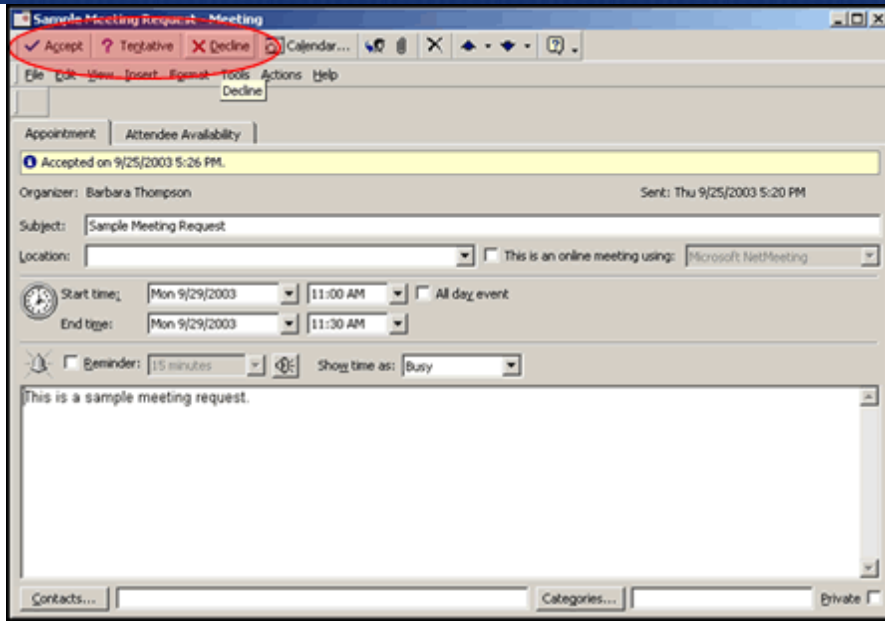 Sample Meeting Request - Meeting
Accept ? Tentative Decline Calendar...
File Edit View Insert Format Tools Actions Help
Decline
Appointment Attendee Availability
Accepted on 9/25/2003 5:26 PM.
Organizer: Barbara Thompson Sent: Thu 9/25/2003 5:20 PM
Subject: Sample Meeting Request
Location: This is an online meeting using: Microsoft NetMeeting
Start time: Mon 9/29/2003 11:00 AM All day event
End time: Mon 9/29/2003 11:30 AM
Reminder: 15 minutes Show time as: Busy
This is a sample meeting request.
Contacts... Categories... Private